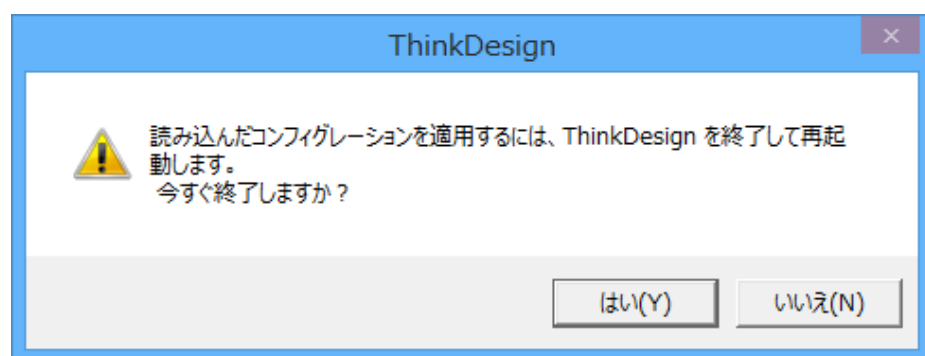 ThinkDesign
読み込んだコンフィグレーションを適用するには、ThinkDesign を終了して再起
動します。
今すぐ終了しますか？
はい(Y)
いいえ(N)